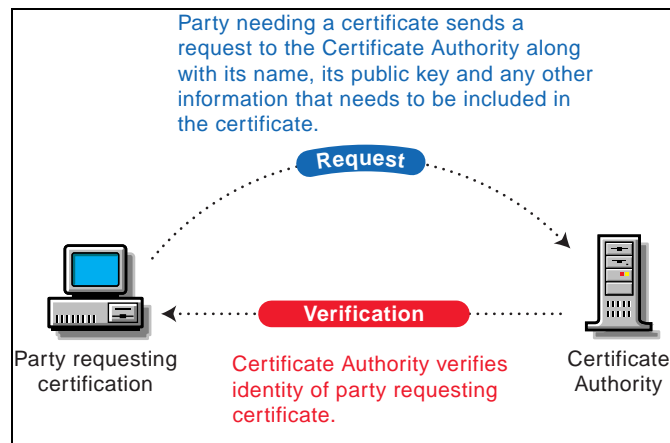 Party needing a certificate sends a
request to the Certificate Authority along
with its name, its public key and any other
information that needs to be included in
the certificate.
Request
Verification
Party requesting
certification
Certificate Authority verifies
identity of party requesting
certificate.
Certificate
Authority